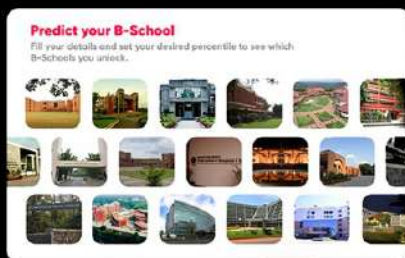 Predict your B-School
Fill your details and set your desired percentile to see which
B-Schools you unlock.